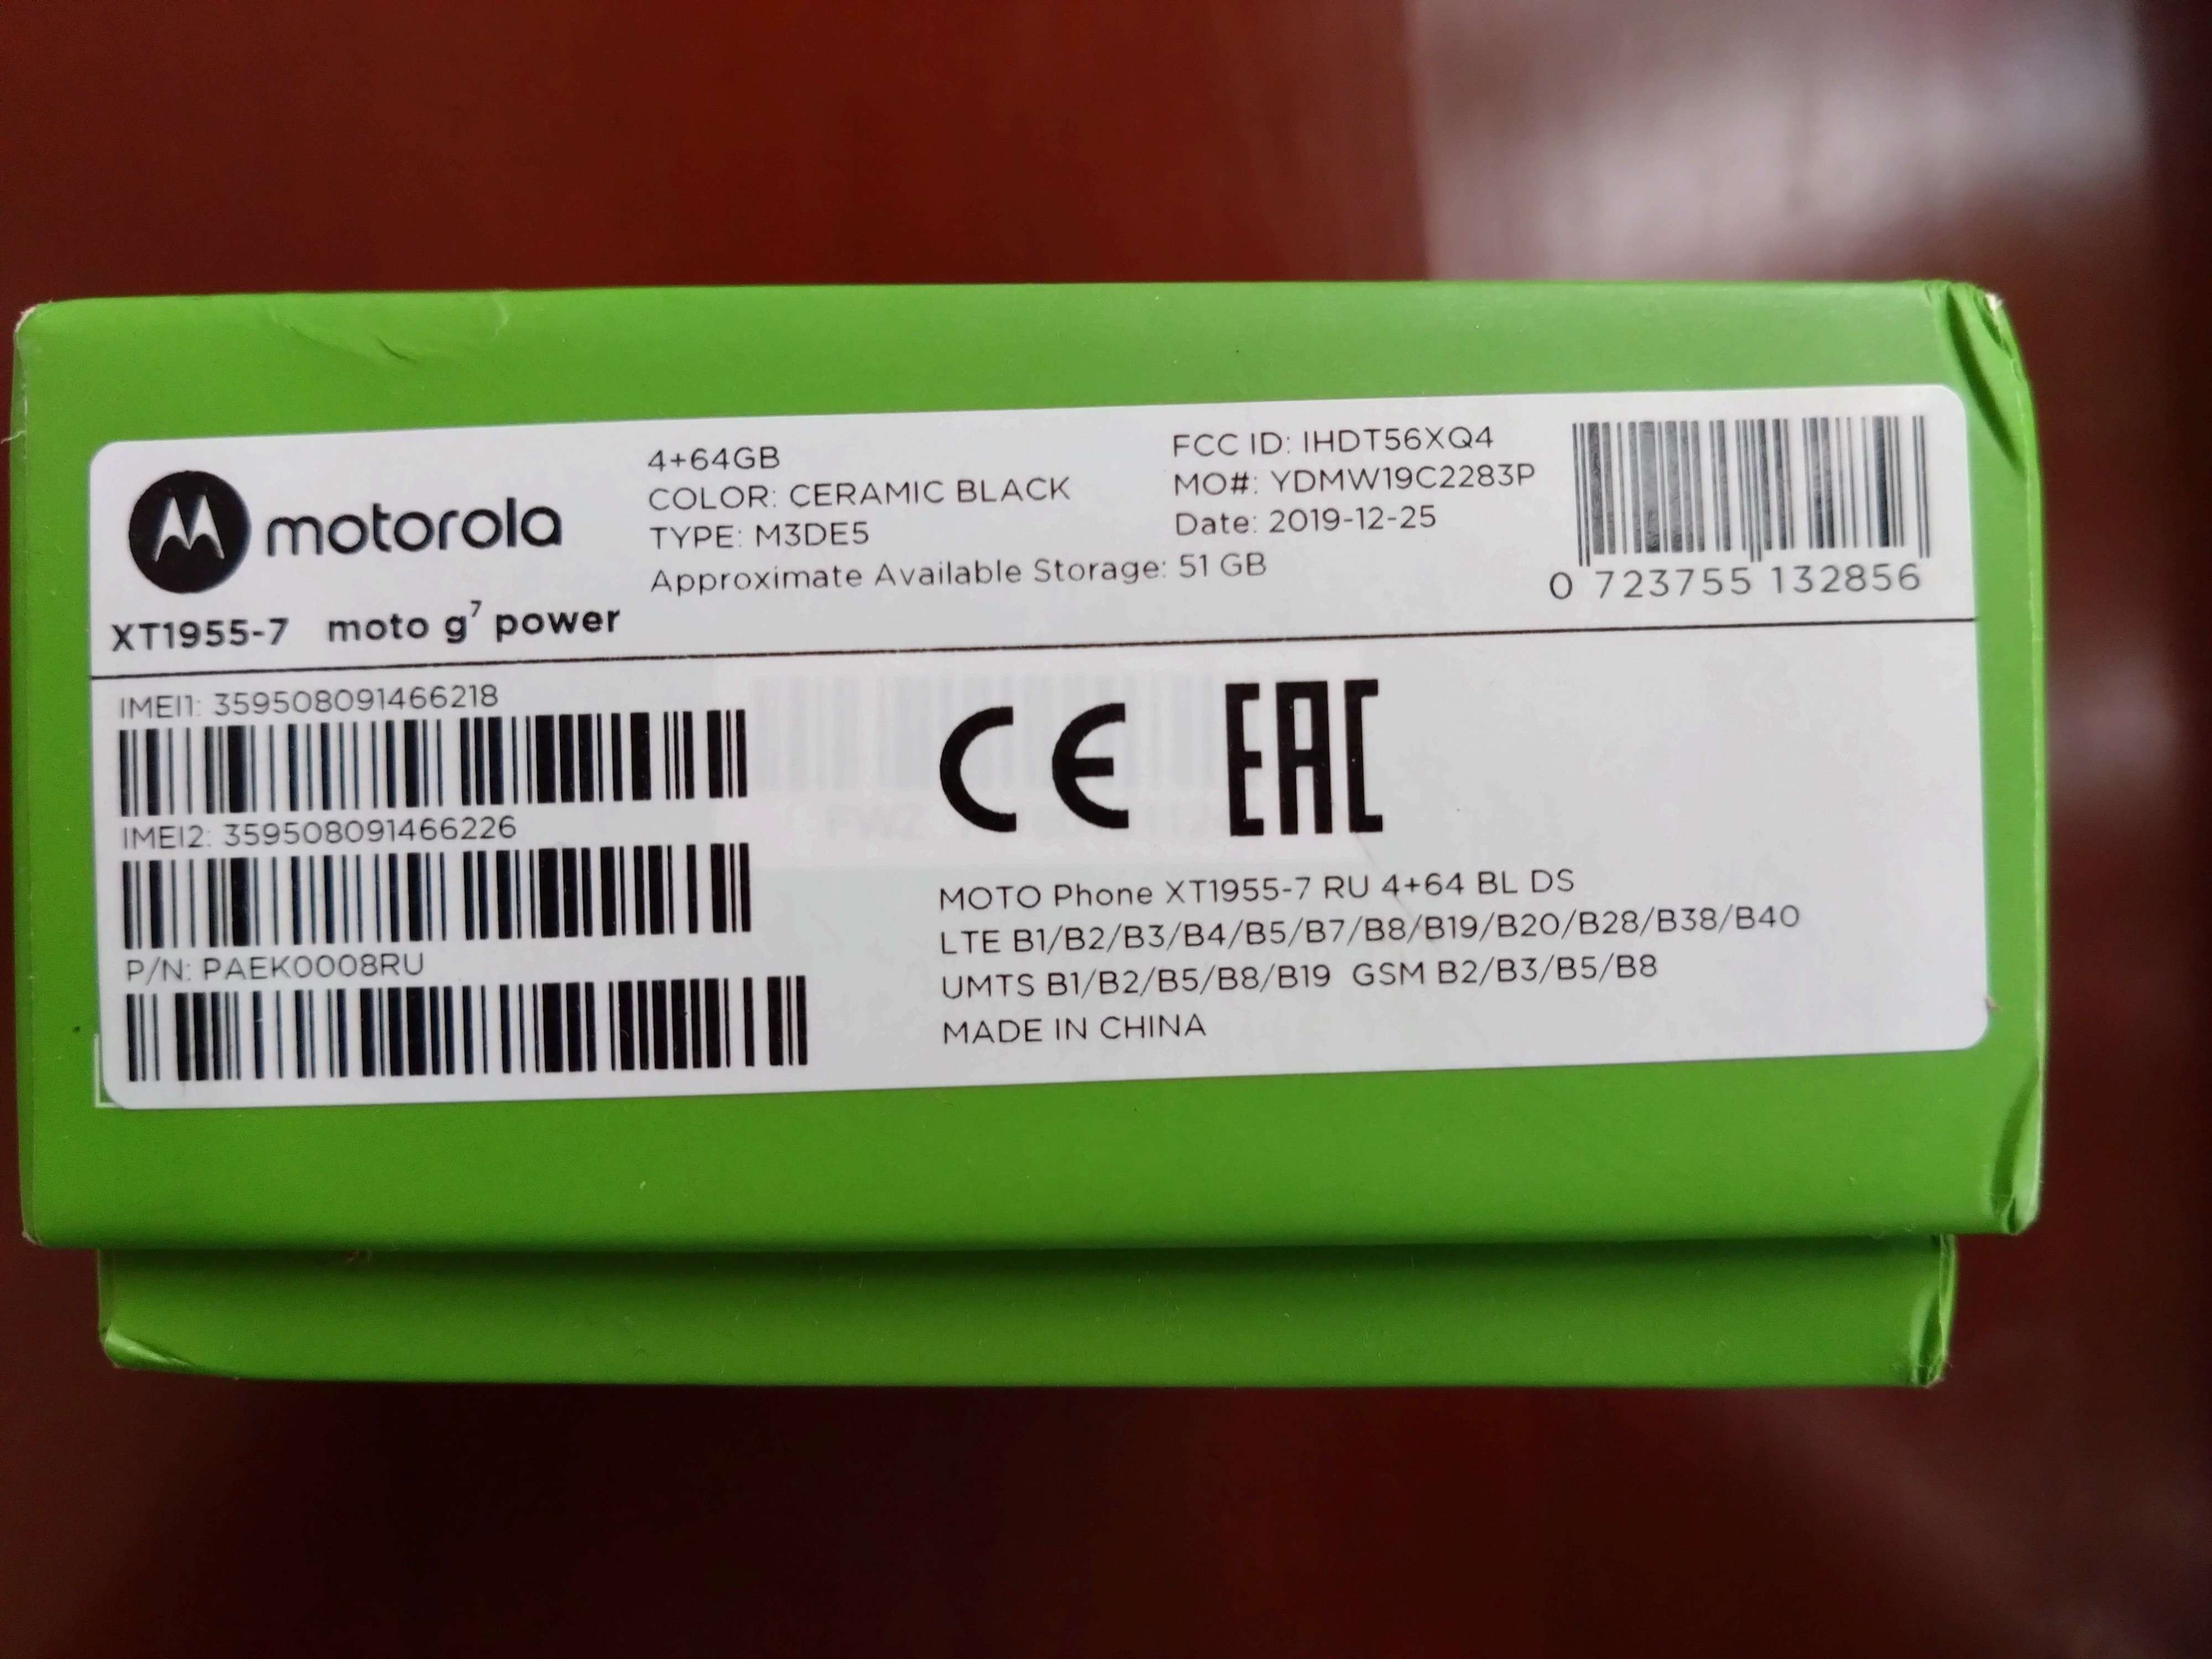 motorola
XT1955-7 moto g⁷ power
4+64GB
COLOR: CERAMIC BLACK
TYPE: M3DE5
Approximate Available Storage: 51 GB
FCC ID: IHDT56XQ4
MO#: YDMW19C2283P
Date: 2019-12-25
0 723755 132856
IMEI1: 359508091466218
IMEI2: 359508091466226
P/N: PAEK0008RU
CE EAC
MOTO Phone XT1955-7 RU 4+64 BL DS
LTE B1/B2/B3/B4/B5/B7/B8/B19/B20/B28/B38/B40
UMTS B1/B2/B5/B8/B19 GSM B2/B3/B5/B8
MADE IN CHINA